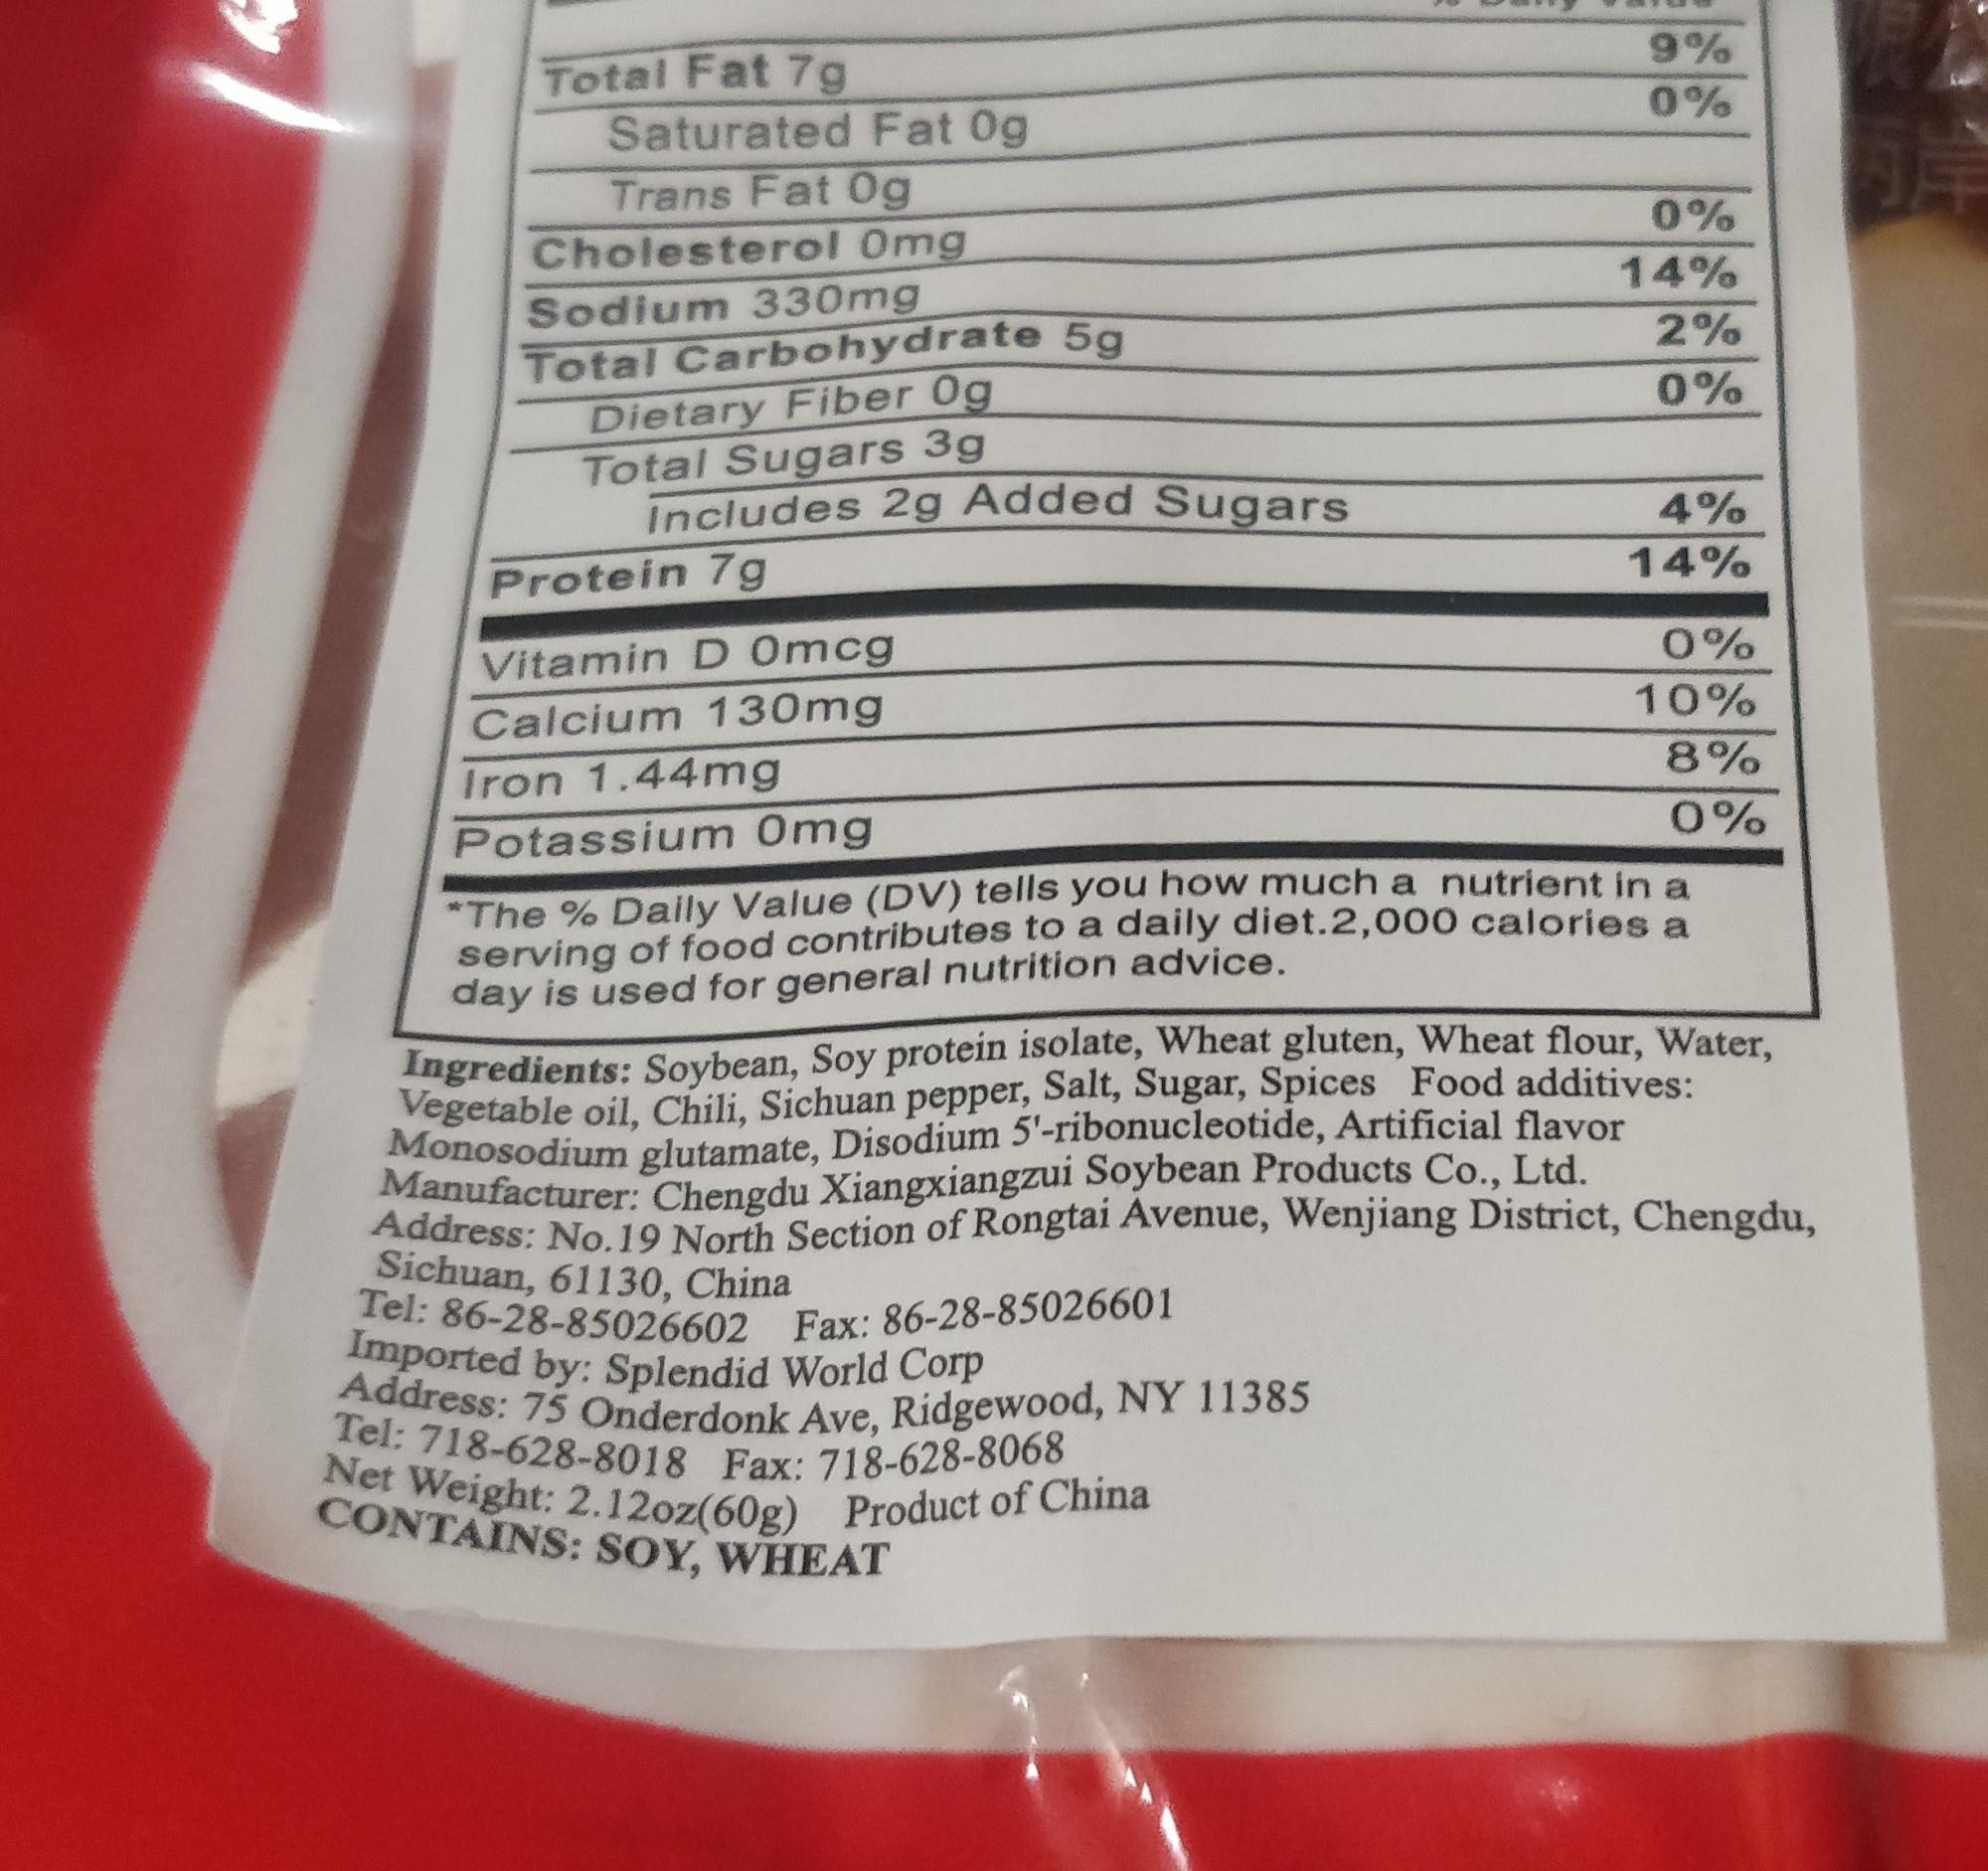 % Daily Value
Total Fat 7g 9%
Saturated Fat 0g 0%
Trans Fat 0g
Cholesterol 0mg 0%
Sodium 330mg 14%
Total Carbohydrate 5g 2%
Dietary Fiber 0g 0%
Total Sugars 3g
Includes 2g Added Sugars 4%
Protein 7g 14%
Vitamin D 0mcg 0%
Calcium 130mg 10%
Iron 1.44mg 8%
Potassium 0mg 0%
*The % Daily Value (DV) tells you how much a nutrient in a
serving of food contributes to a daily diet.2,000 calories a
day is used for general nutrition advice.
Ingredients: Soybean, Soy protein isolate, Wheat gluten, Wheat flour, Water,
Vegetable oil, Chili, Sichuan pepper, Salt, Sugar, Spices Food additives:
Monosodium glutamate, Disodium 5'-ribonucleotide, Artificial flavor
Manufacturer: Chengdu Xiangxiangzui Soybean Products Co., Ltd.
Address: No.19 North Section of Rongtai Avenue, Wenjiang District, Chengdu,
Sichuan, 61130, China
Tel: 86-28-85026602 Fax: 86-28-85026601
Imported by: Splendid World Corp
Address: 75 Onderdonk Ave, Ridgewood, NY 11385
Tel: 718-628-8018 Fax: 718-628-8068
Net Weight: 2.12oz(60g) Product of China
CONTAINS: SOY, WHEAT